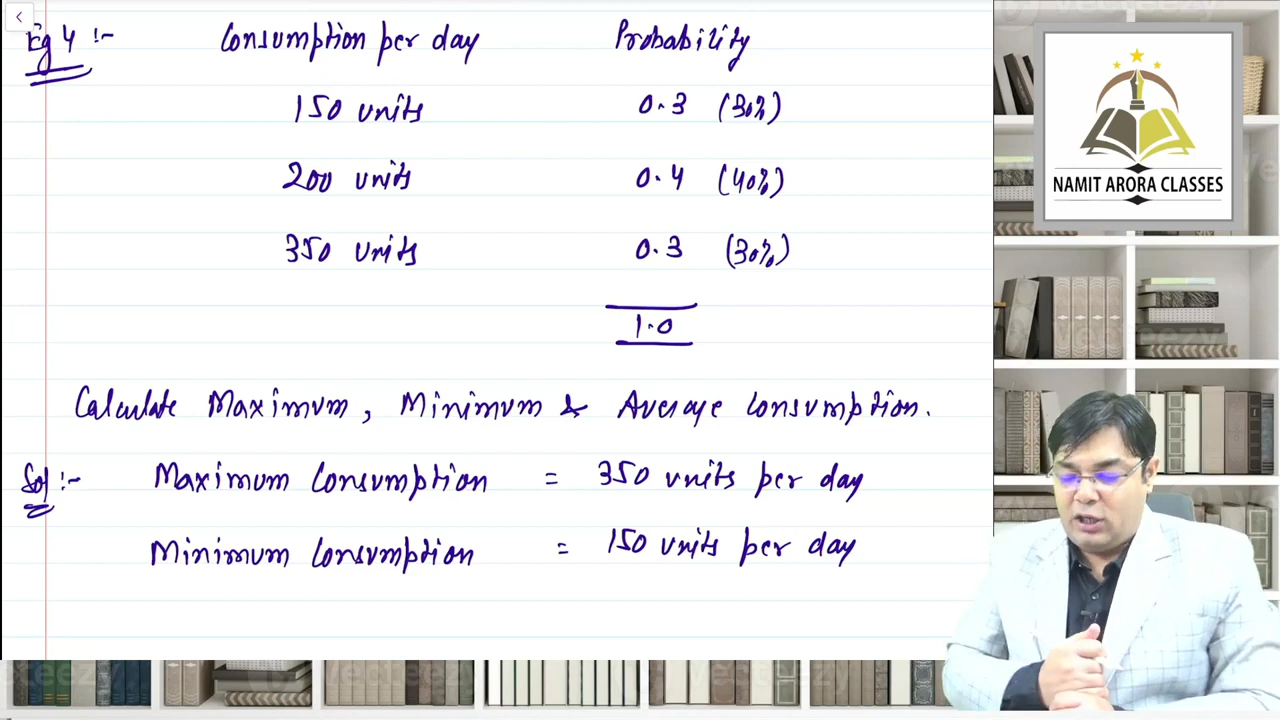 Eg 4 :-
Consumption per day Probability
150 units 0.3 (30%)
200 units 0.4 (40%)
350 units 0.3 (30%)
1.0
Calculate Maximum, Minimum & Average Consumption.
Sol :- Maximum Consumption = 350 units per day
Minimum Consumption = 150 units per day
NAMIT ARORA CLASSES
vecteezy